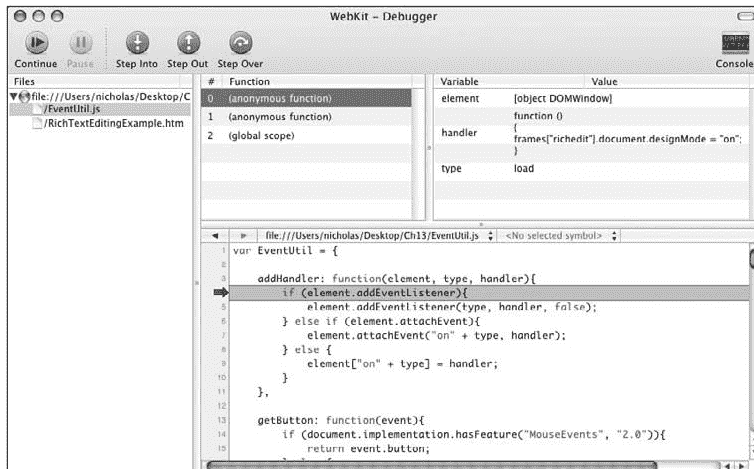 WebKit – Debugger
Continue Pause Step Into Step Out Step Over Console
Files
file:///Users/nicholas/Desktop/C
/EventUtil.js
/RichTextEditingExample.htm
# Function
0 (anonymous function)
1 (anonymous function)
2 (global scope)
Variable Value
element [object DOMWindow]
handler function ()
{
frames["richedit"].document.designMode = "on";
}
type load
file:///Users/nicholas/Desktop/Ch13/EventUtil.js <No selected symbol>
1 var EventUtil = {
2
3 addHandler: function(element, type, handler){
if (element.addEventListener){
5 element.addEventListener(type, handler, false);
6 } else if (element.attachEvent){
7 element.attachEvent("on" + type, handler);
8 } else {
9 element["on" + type] = handler;
10 }
11 },
12
13 getButton: function(event){
14 if (document.implementation.hasFeature("MouseEvents", "2.0")){
15 return event.button;